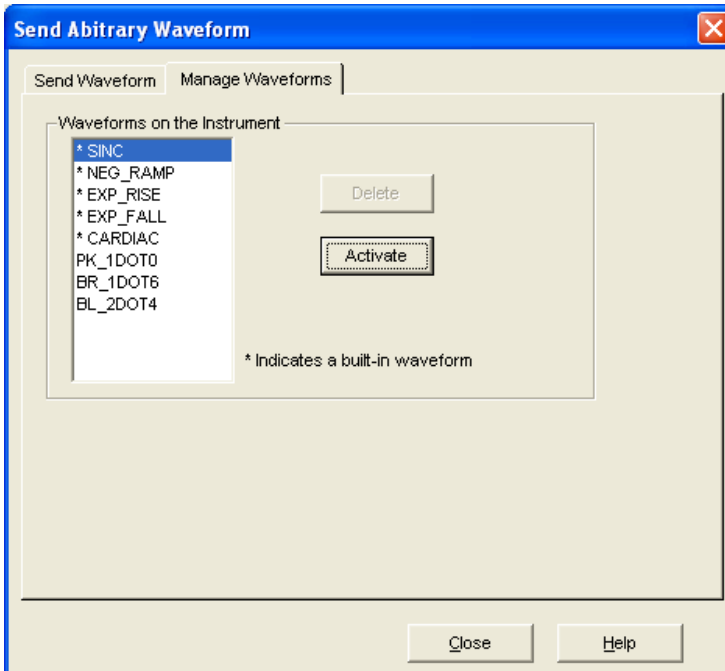 Send Abitrary Waveform
Send Waveform
Manage Waveforms
Waveforms on the Instrument
* SINC
* NEG_RAMP
* EXP_RISE
* EXP_FALL
* CARDIAC
PK_1DOT0
BR_1DOT6
BL_2DOT4
Delete
Activate
* Indicates a built-in waveform
Close
Help